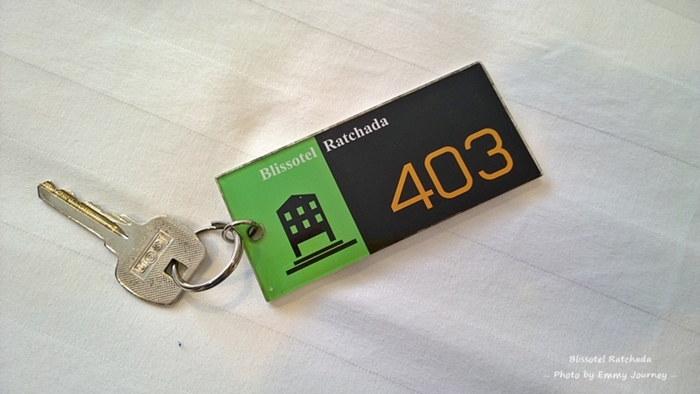 Blissotel Ratchada
403
Blissotel Ratchada
... Photo by Emmy Journey ...